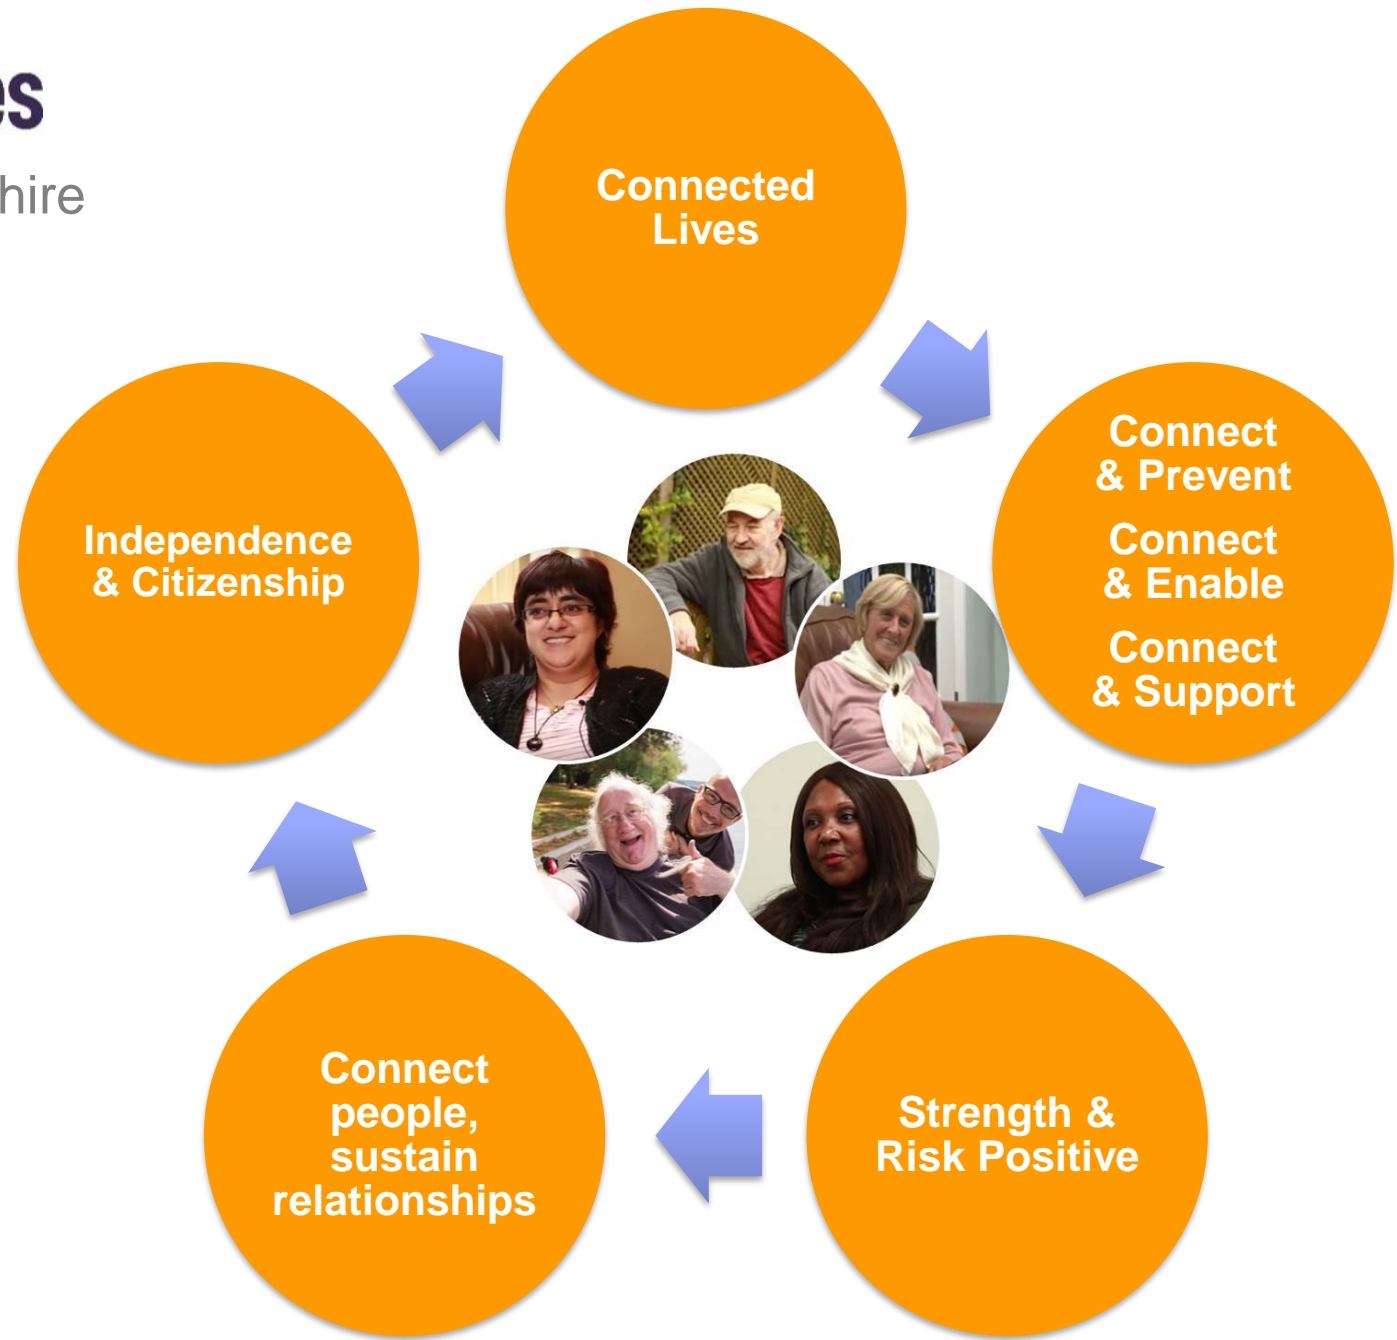 es
hire
Connected
Lives
Connect
& Prevent
Connect
& Enable
Connect
& Support
Strength &
Risk Positive
Connect
people,
sustain
relationships
Independence
& Citizenship